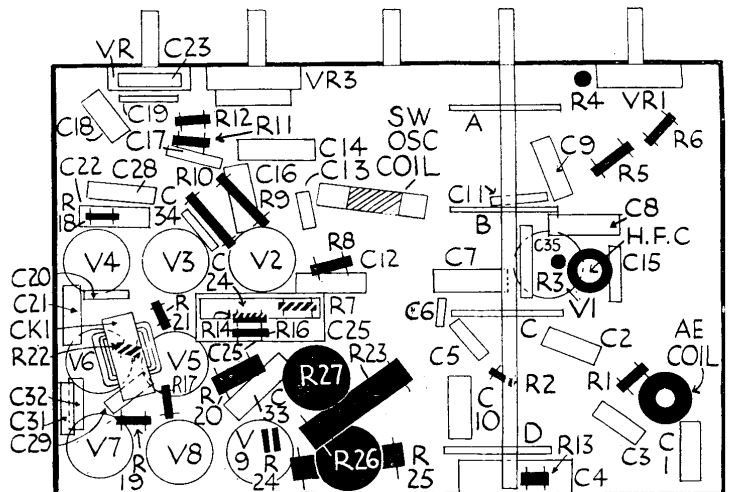 VR C23
VR3
R4
VR1
C19
C18
R12
R11
C17
C14
SW
OSC
COIL
A
C9
R6
R5
C22
C28
R10
C16
C13
R9
C11
R
18
C
34
B
C8
H.F.C
V4
V3
V2
R8
C12
C7
C35
R3
C15
V1
C20
C
24
C21
R
21
R7
C6
CK1
R14
R16
C25
C
C2
AE
COIL
R22
V6
V5
C25
R23
C5
R17
R27
R2
R1
C32
R
20
C
33
C
10
C31
C29
V7
V8
V
9
D
R13
C3
C
1
R
19
R
24
R26
R
25
C4